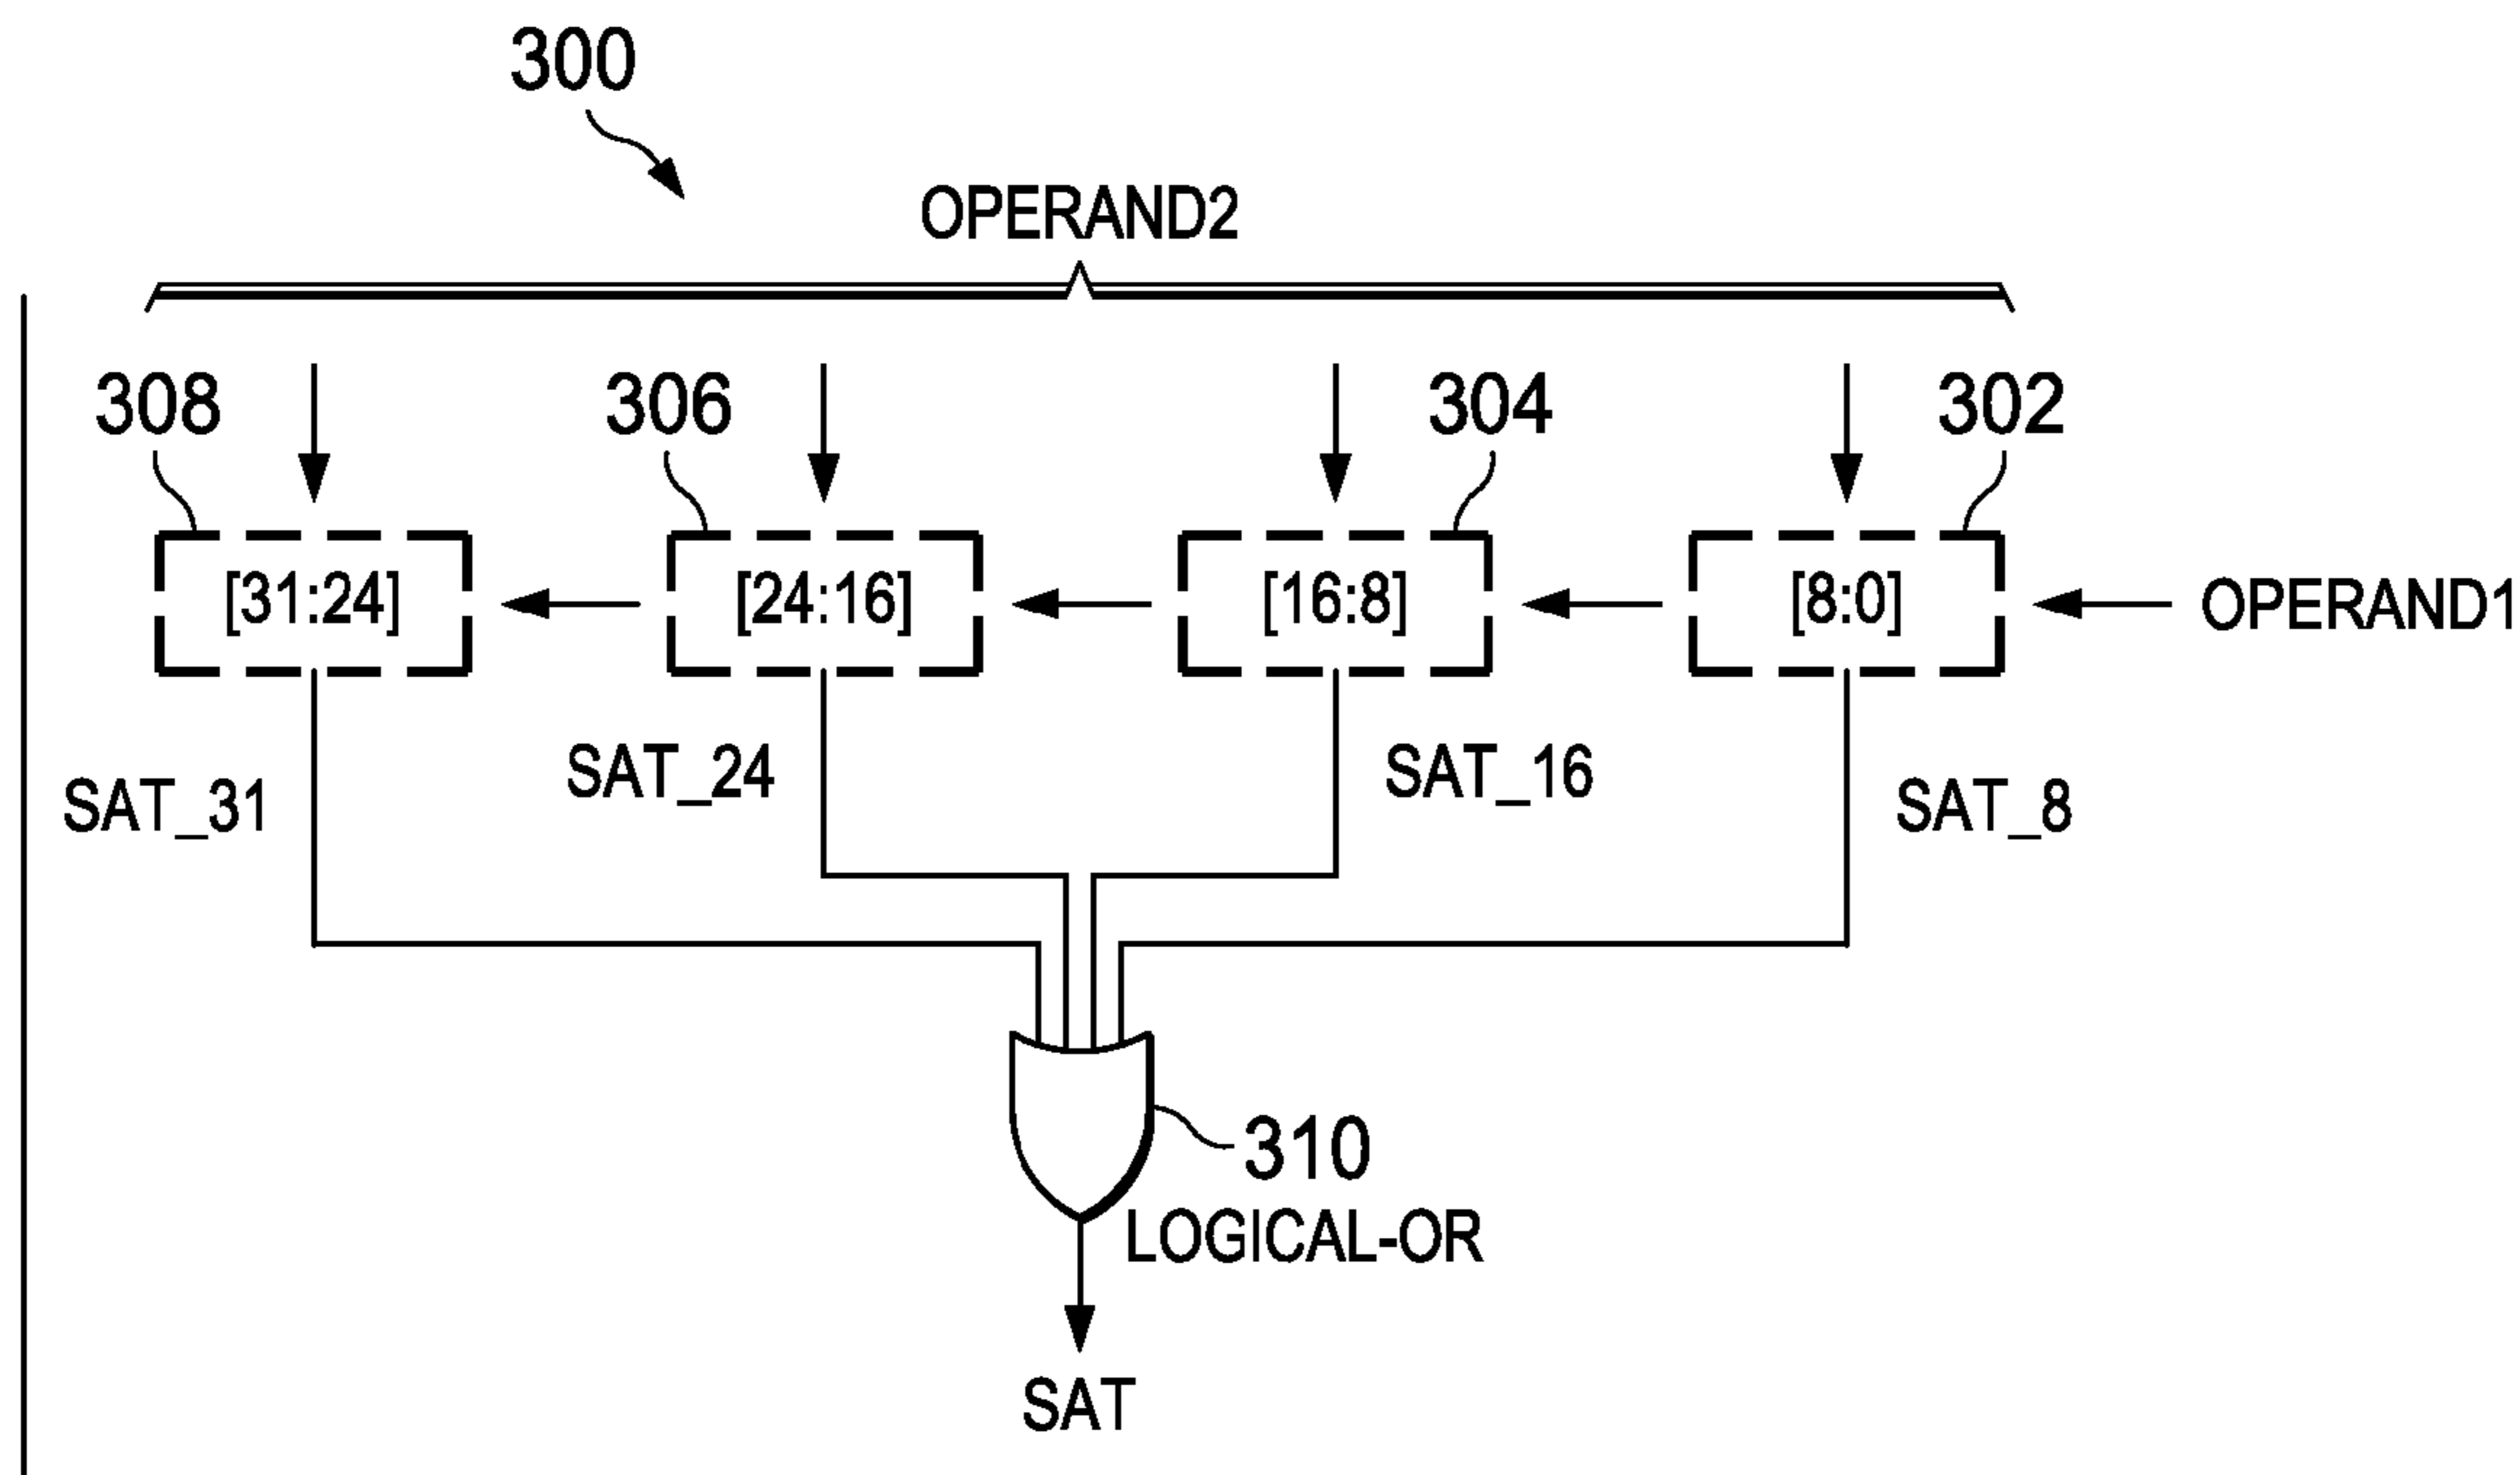 300
OPERAND2
308 306 304 302
[31:24] [24:16] [16:8] [8:0] OPERAND1
SAT_24 SAT_16
SAT_31 SAT_8
310
LOGICAL-OR
SAT